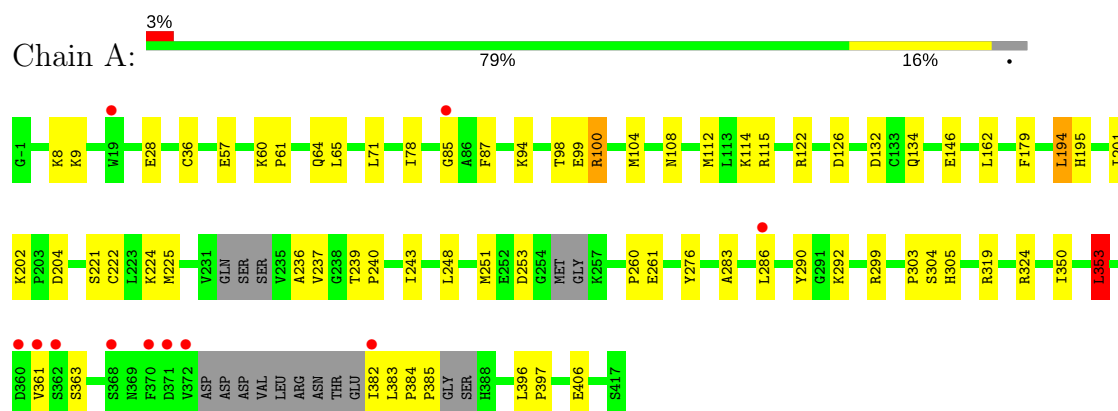 3%
Chain A:
79% 16% •
G-1 K8 K9 W19 E28 C36 E57 K60 P61 Q64 L65 L71 I78 G85 A86 F87 K94 T98 E99 R100 M104 N108 M112 L113 K114 R115 R122 D126 D132 C133 Q134 E146 L162 F179 L194 H195 I201
K202 P203 D204 S221 C222 L223 K224 M225 V231 GLN SER SER V235 A236 V237 G238 T239 P240 I243 L248 M251 E252 D253 G254 MET GLY K257 P260 E261 Y276 A283 L286 Y290 G291 K292 R299 P303 S304 H305 R319 R324 I350 L353
D360 V361 S362 S363 S368 N369 F370 D371 V372 ASP ASP ASP VAL LEU ARG ASN THR GLU I382 L383 P384 P385 GLY SER H388 L396 P397 E406 S417